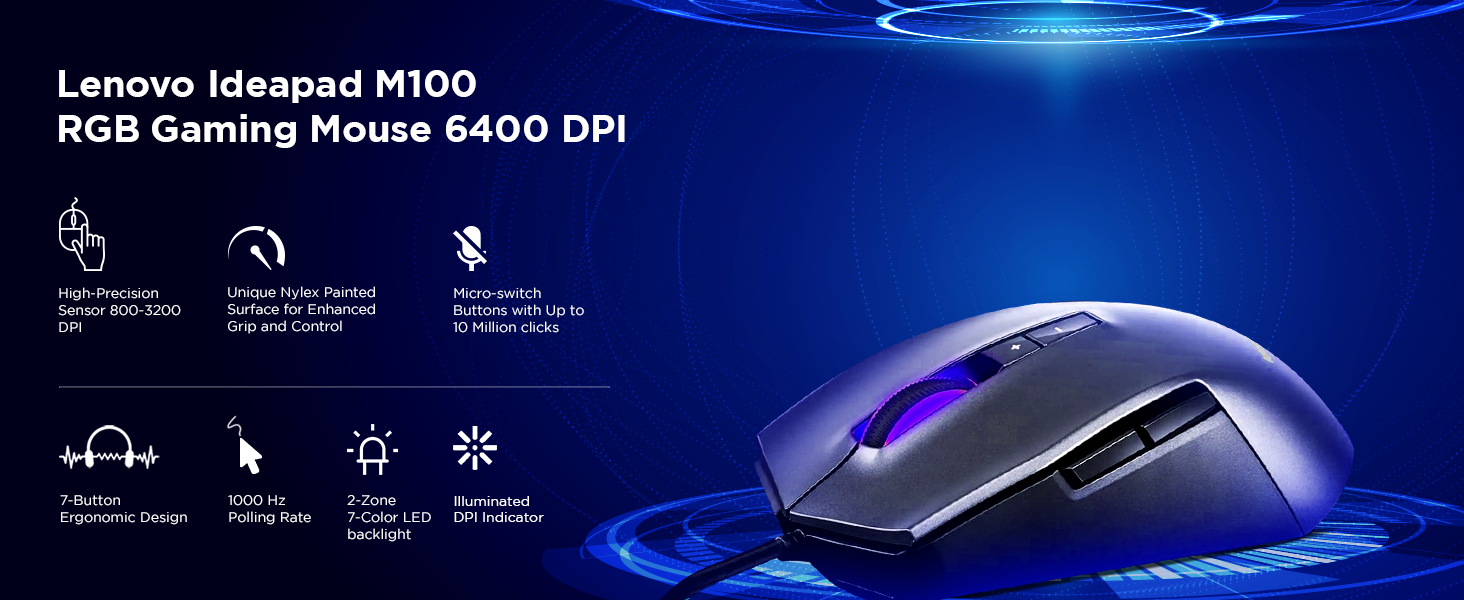 Lenovo Ideapad M100
RGB Gaming Mouse 6400 DPI
High-Precision
Sensor 800-3200
DPI
Unique Nylex Painted
Surface for Enhanced
Grip and Control
Micro-switch
Buttons with Up to
10 Million clicks
7-Button
Ergonomic Design
1000 Hz
Polling Rate
2-Zone
7-Color LED
backlight
Illuminated
DPI Indicator